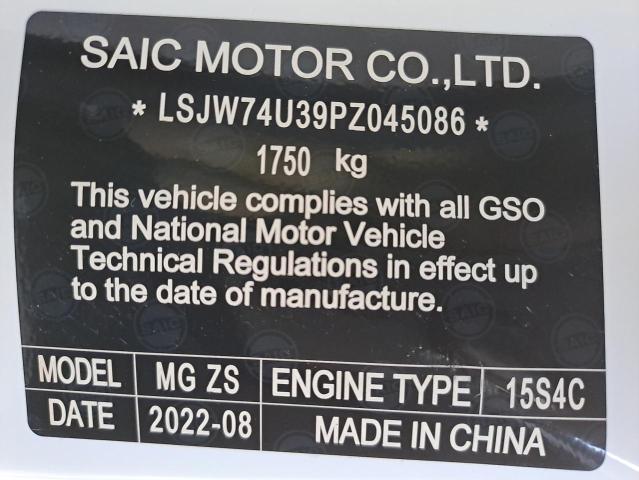 SAIC MOTOR CO.,LTD.
* LSJW74U39PZ045086 *
1750 kg
This vehicle complies with all GSO
and National Motor Vehicle
Technical Regulations in effect up
to the date of manufacture.
MODEL MG ZS ENGINE TYPE 15S4C
DATE 2022-08 MADE IN CHINA